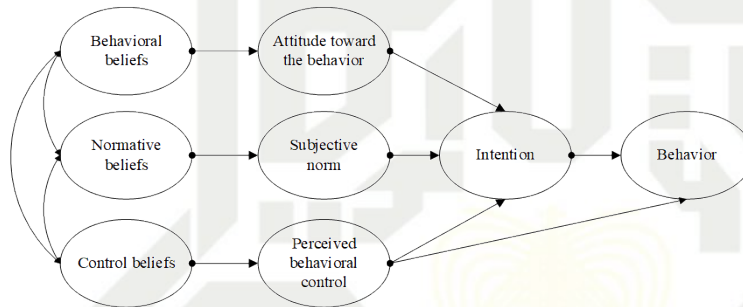 Behavioral
beliefs
Attitude toward
the behavior
Normative
beliefs
Subjective
norm
Intention
Behavior
Control beliefs
Perceived
behavioral
control